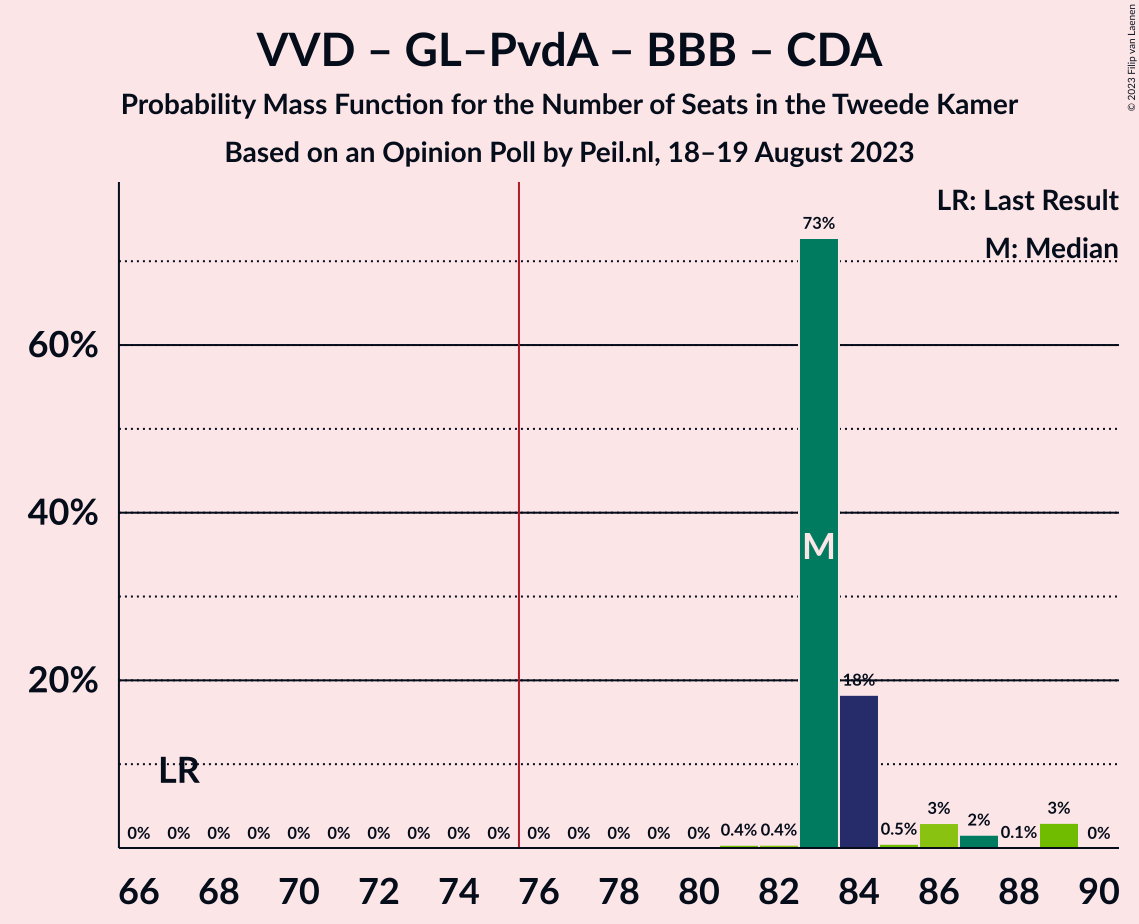 VVD – GL–PvdA – BBB – CDA
Probability Mass Function for the Number of Seats in the Tweede Kamer
Based on an Opinion Poll by Peil.nl, 18–19 August 2023
© 2023 Filip van Laenen
LR: Last Result
M: Median
73%
60%
40%
M
20%
18%
LR
0% 0% 0% 0% 0% 0% 0% 0% 0% 0% 0% 0% 0% 0% 0% 0.4% 0.4% 0.5% 3% 2% 0.1% 3% 0%
66 68 70 72 74 76 78 80 82 84 86 88 90